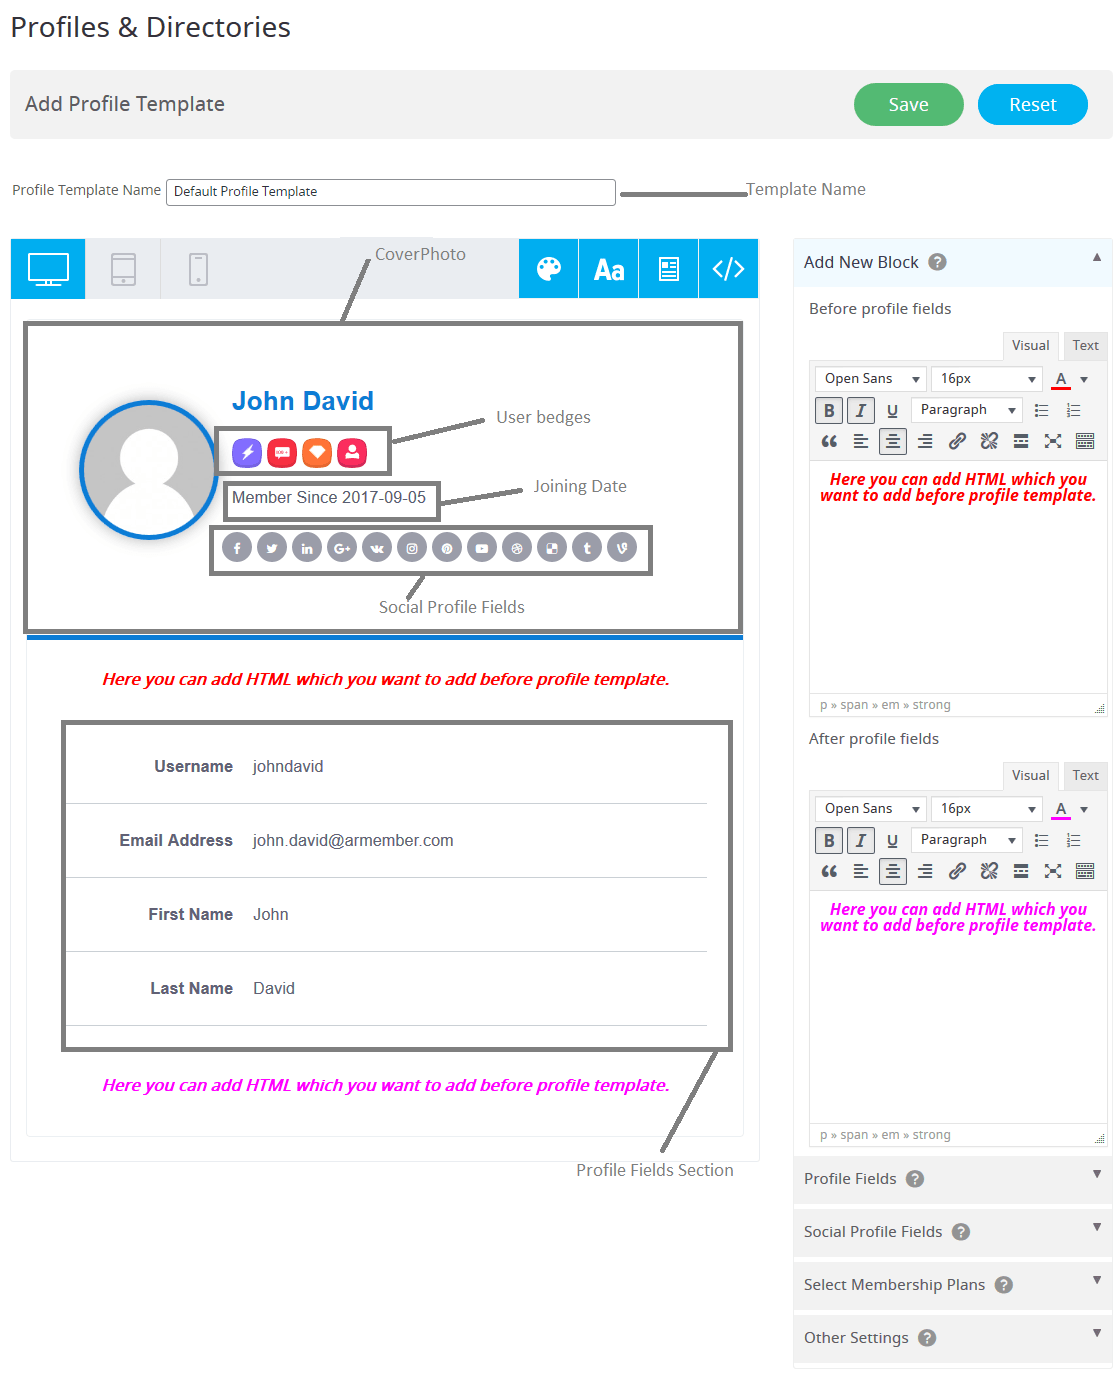 Profiles & Directories
Add Profile Template
Save
Reset
Profile Template Name
Default Profile Template
Template Name
CoverPhoto
Aa
</>
John David
User bedges
Member Since 2017-09-05
Joining Date
Social Profile Fields
Here you can add HTML which you want to add before profile template.
Username johndavid
Email Address john.david@armember.com
First Name John
Last Name David
Here you can add HTML which you want to add before profile template.
Profile Fields Section
Add New Block ?
Before profile fields
Visual Text
Open Sans 16px A
B I U Paragraph
Here you can add HTML which you
want to add before profile template.
p » span » em » strong
After profile fields
Visual Text
Open Sans 16px A
B I U Paragraph
Here you can add HTML which you
want to add before profile template.
p » span » em » strong
Profile Fields ?
Social Profile Fields ?
Select Membership Plans ?
Other Settings ?